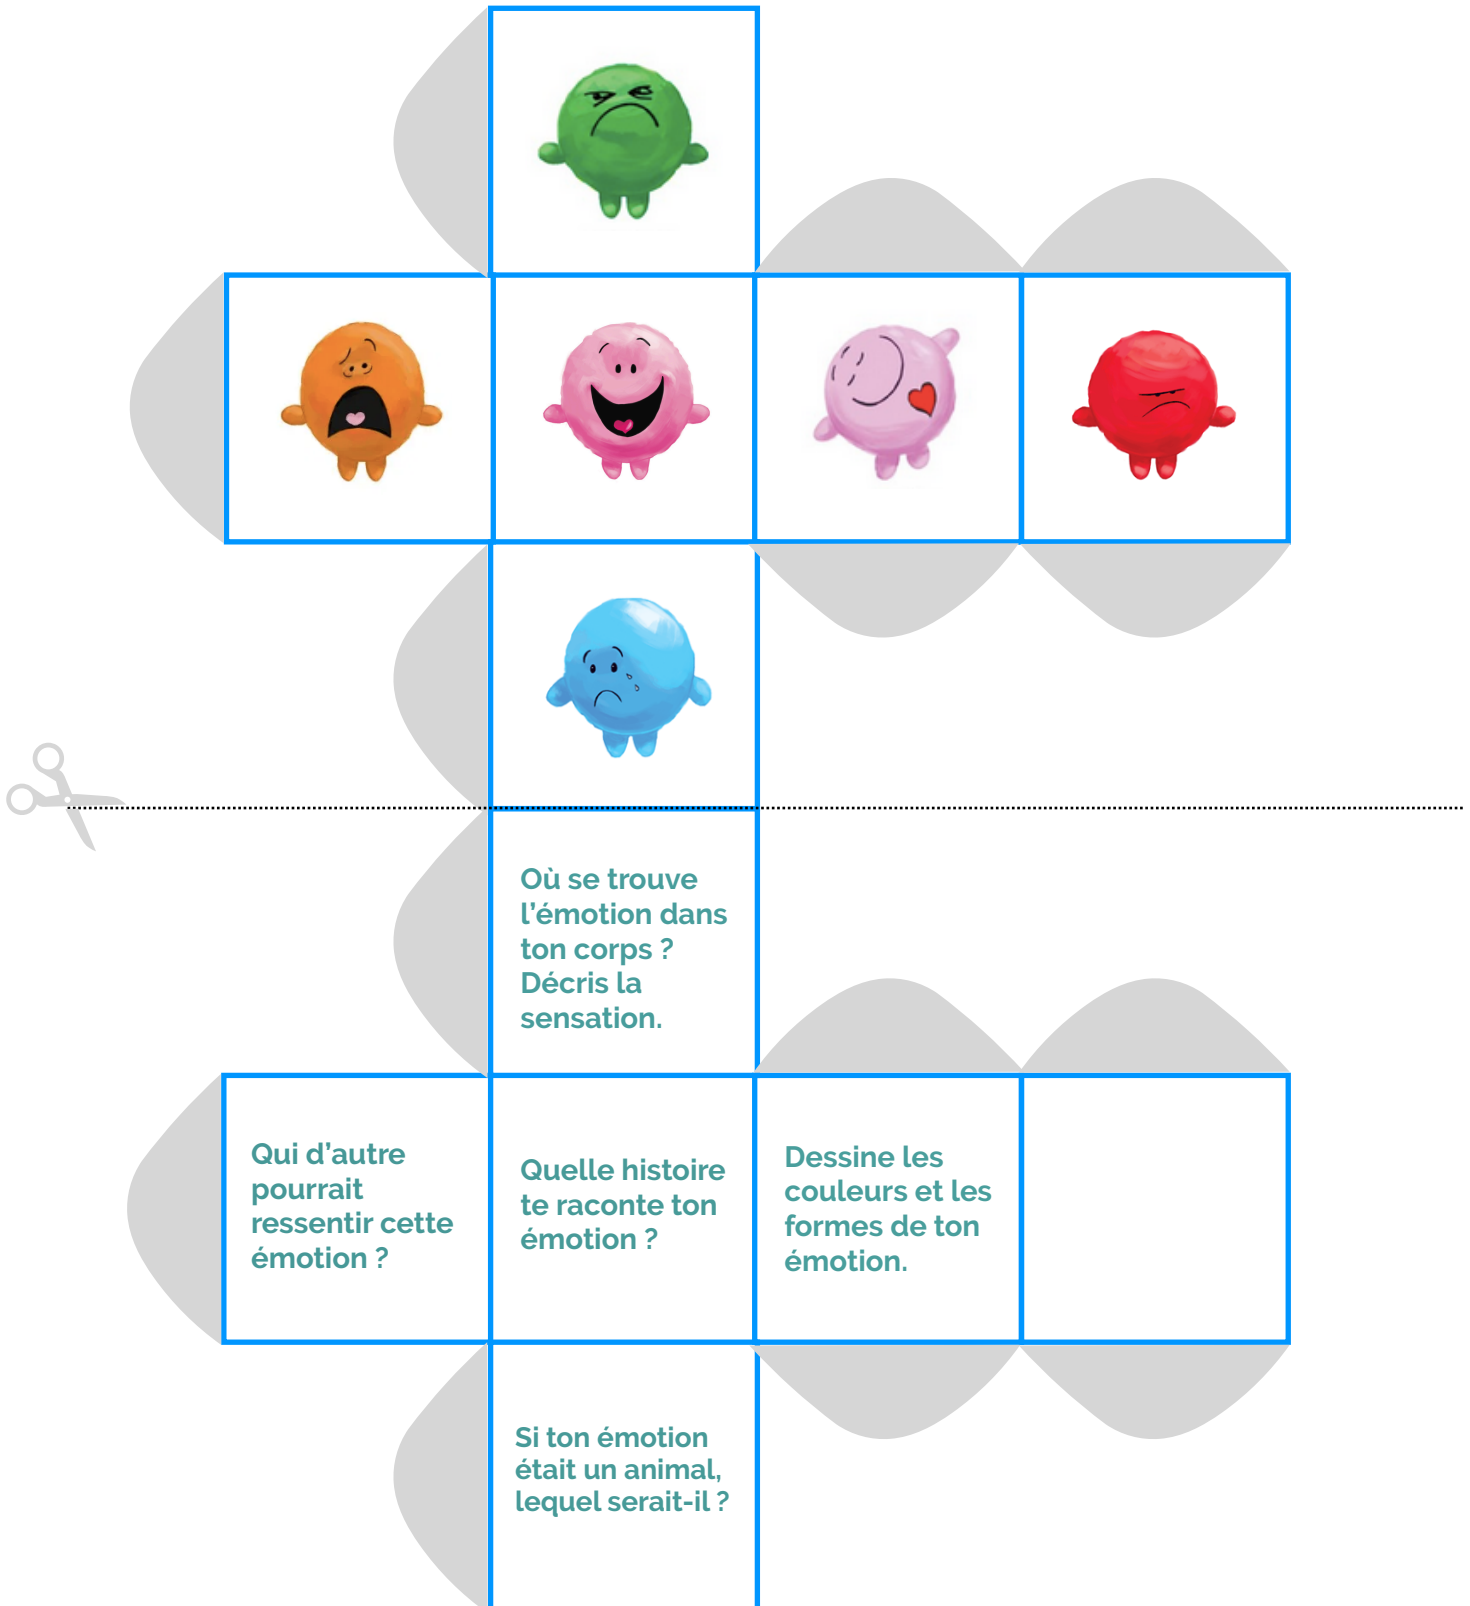 Où se trouve
l’émotion dans
ton corps ?
Décris la
sensation.
Qui d’autre
pourrait
ressentir cette
émotion ?
Quelle histoire
te raconte ton
émotion ?
Dessine les
couleurs et les
formes de ton
émotion.
Si ton émotion
était un animal,
lequel serait-il ?